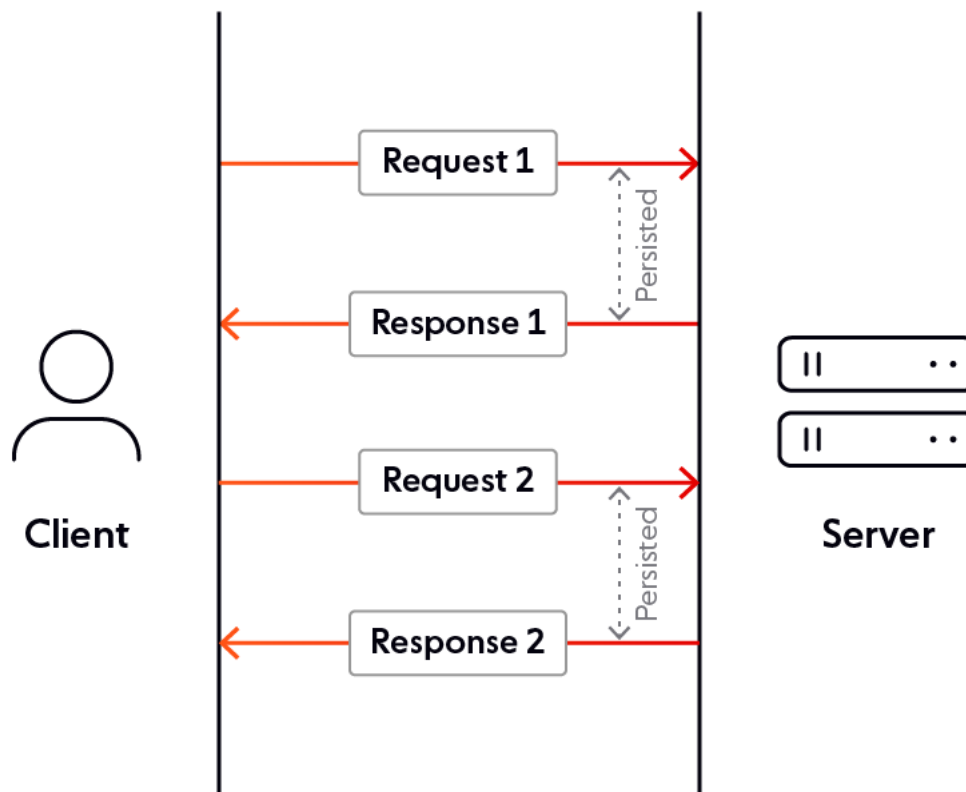 Request 1
Persisted
Response 1
Request 2
Client
Server
Persisted
Response 2